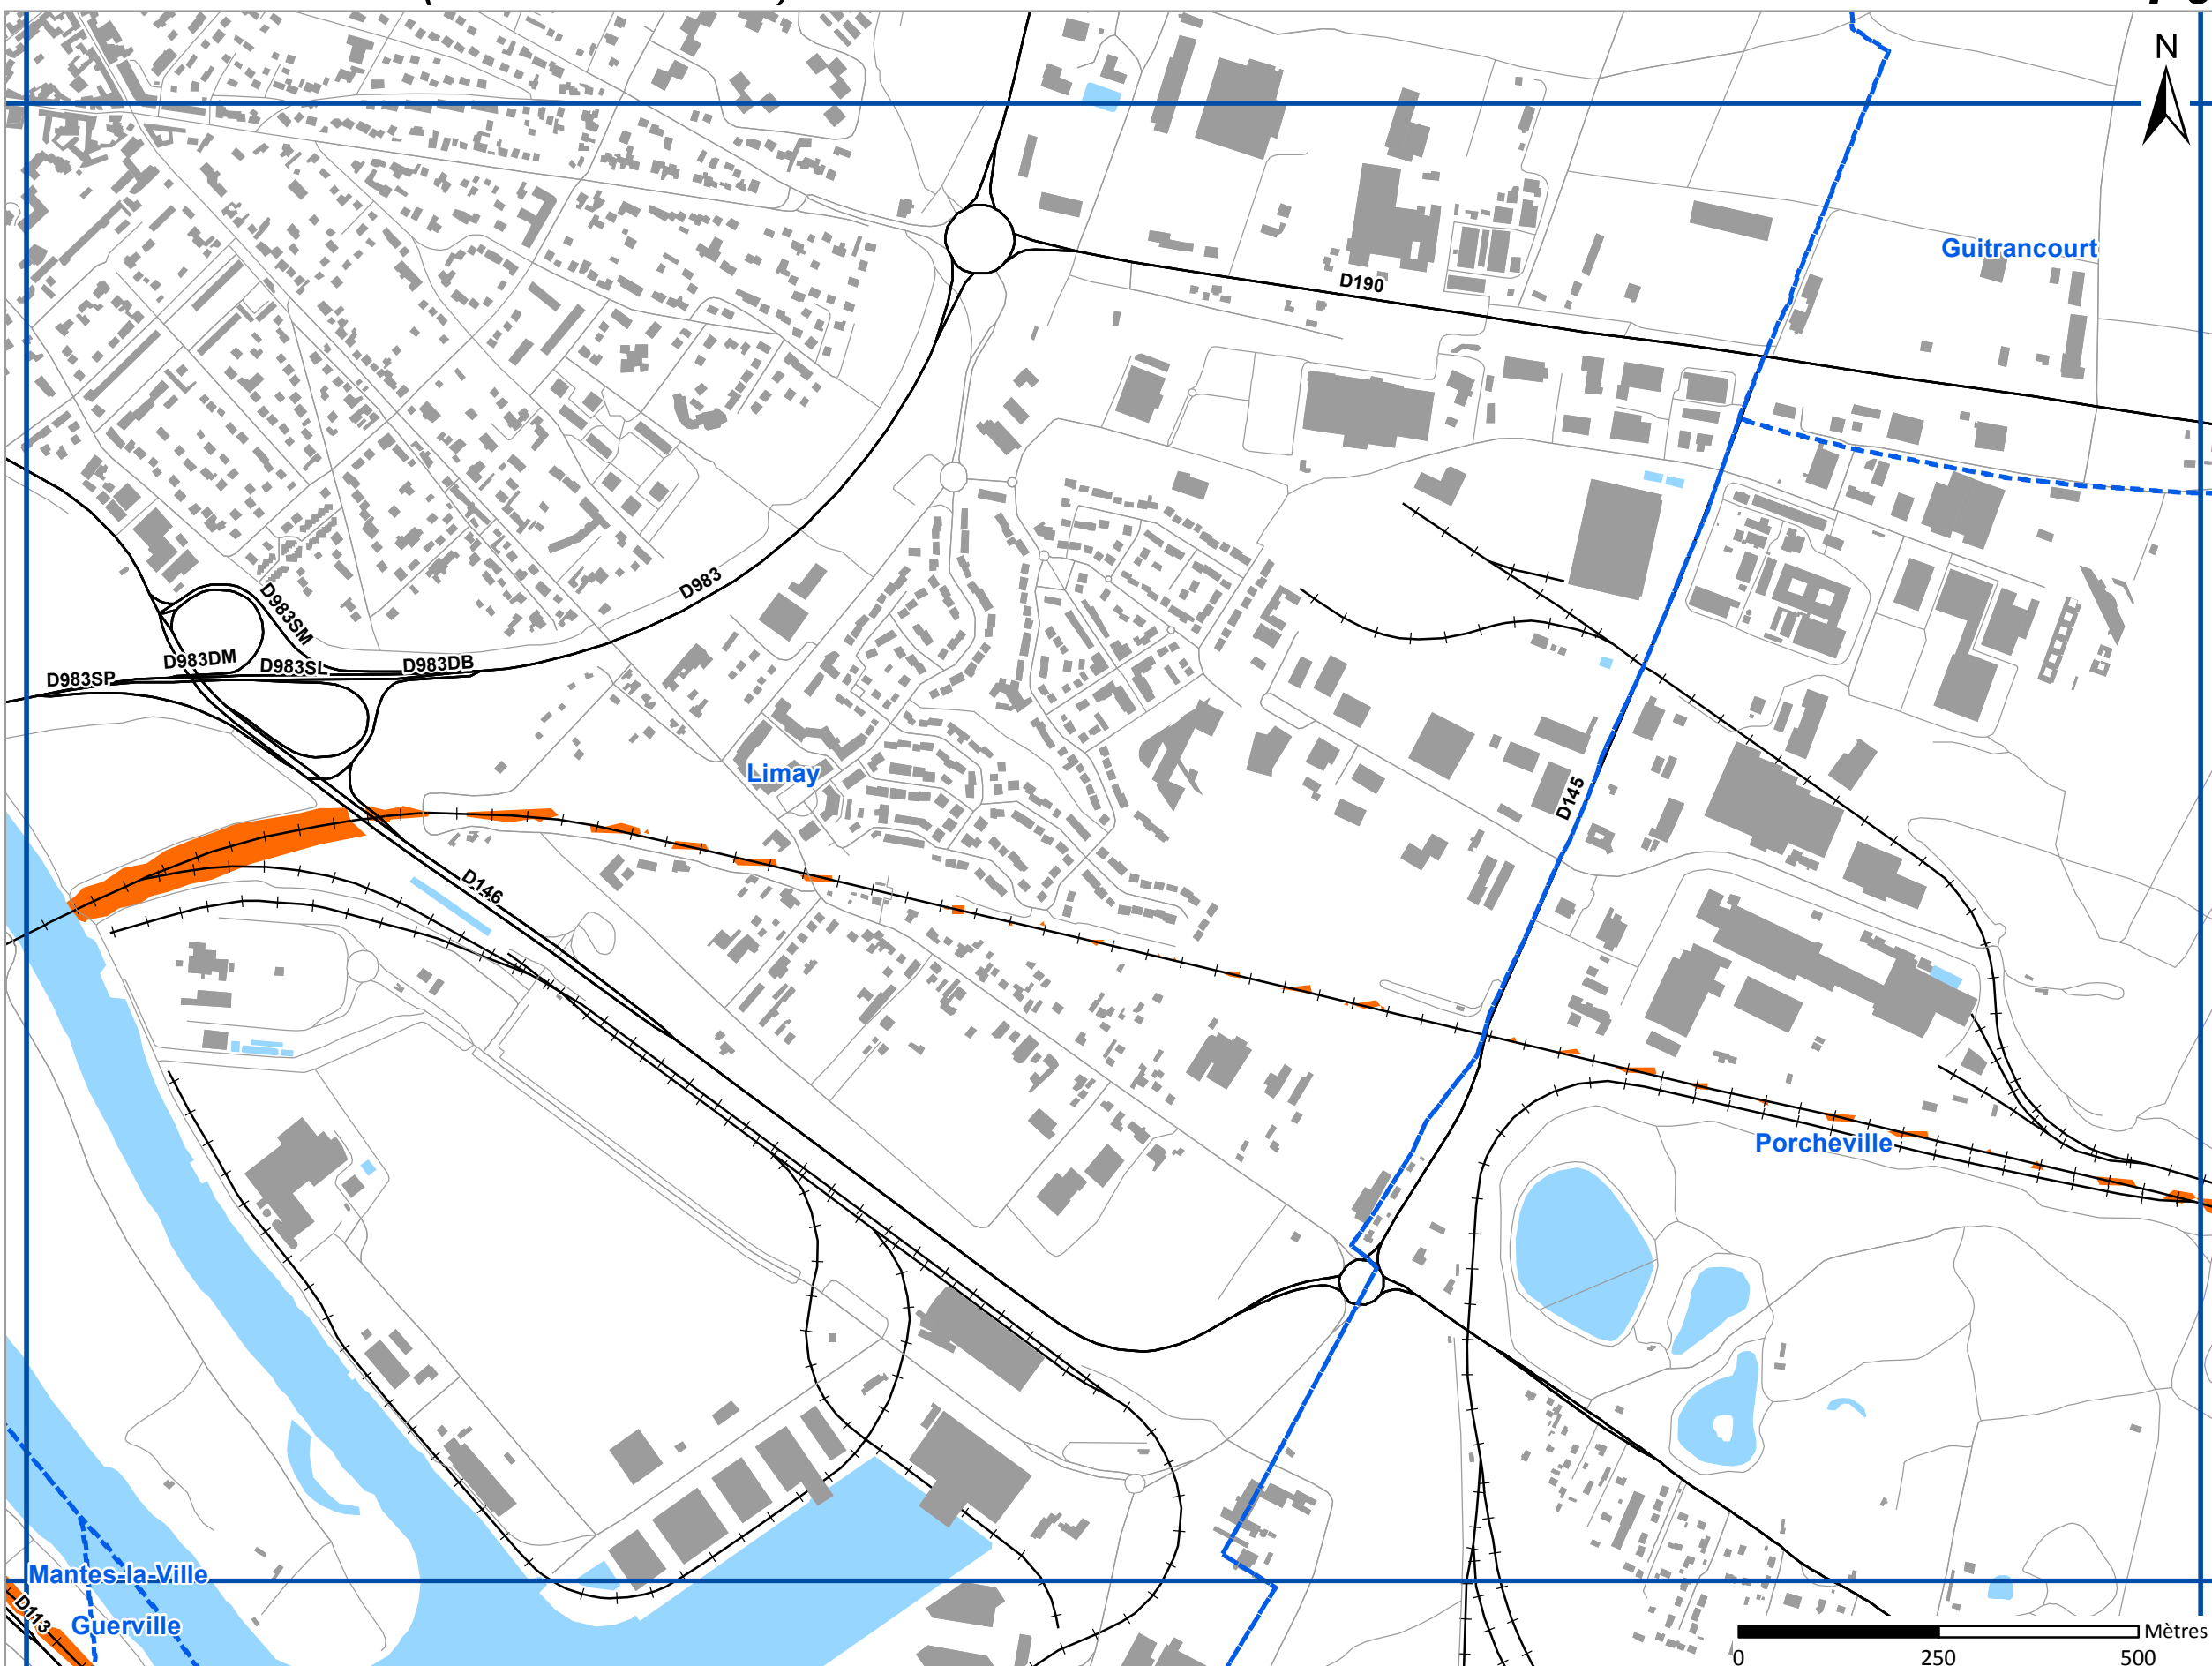 N
Guitrancourt
D190
D983
D983SM
D983DM
D983SL
D983DB
D983SP
Limay
D145
D146
Porcheville
Mantes-la-Ville
D113
Guerville
Mètres
0 250 500